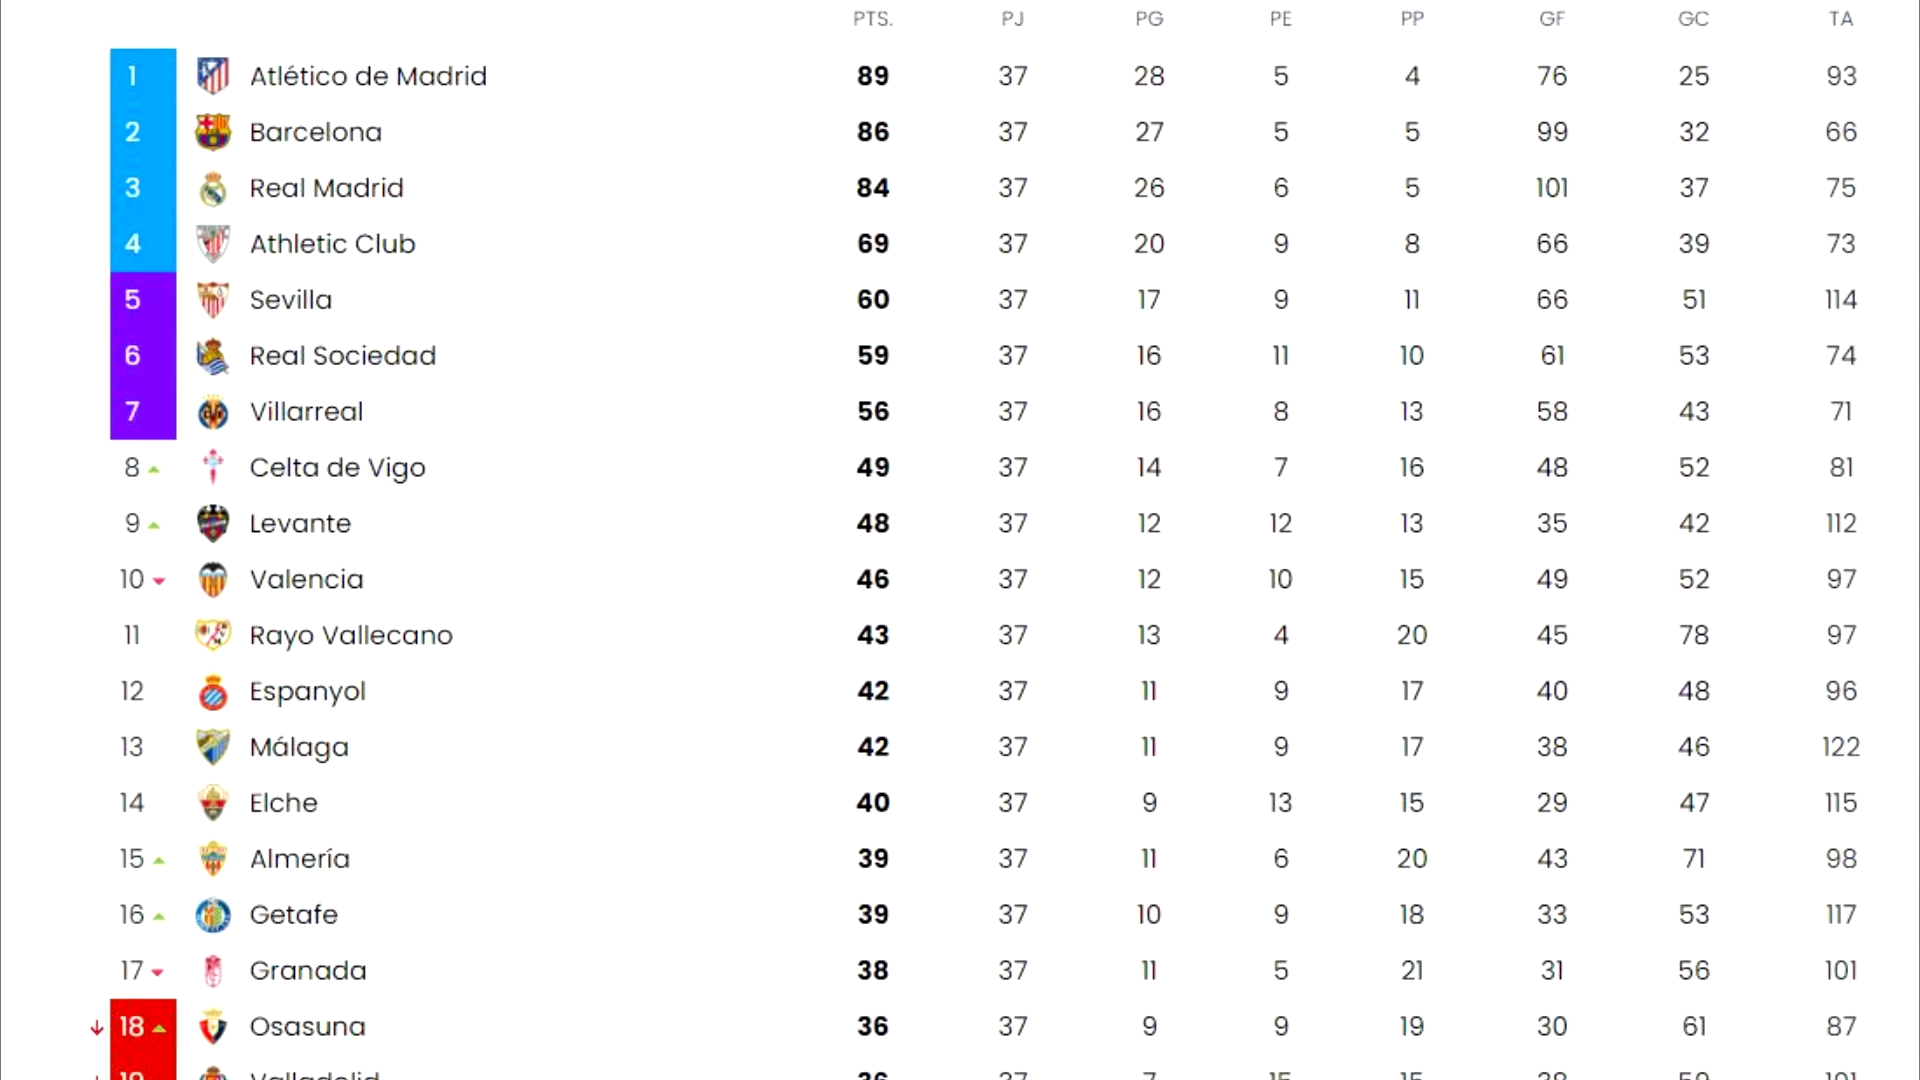 PTS. PJ PG PE PP GF GC TA
1 Atlético de Madrid 89 37 28 5 4 76 25 93
2 Barcelona 86 37 27 5 5 99 32 66
3 Real Madrid 84 37 26 6 5 101 37 75
4 Athletic Club 69 37 20 9 8 66 39 73
5 Sevilla 60 37 17 9 11 66 51 114
6 Real Sociedad 59 37 16 11 10 61 53 74
7 Villarreal 56 37 16 8 13 58 43 71
8 Celta de Vigo 49 37 14 7 16 48 52 81
9 Levante 48 37 12 12 13 35 42 112
10 Valencia 46 37 12 10 15 49 52 97
11 Rayo Vallecano 43 37 13 4 20 45 78 97
12 Espanyol 42 37 11 9 17 40 48 96
13 Málaga 42 37 11 9 17 38 46 122
14 Elche 40 37 9 13 15 29 47 115
15 Almería 39 37 11 6 20 43 71 98
16 Getafe 39 37 10 9 18 33 53 117
17 Granada 38 37 11 5 21 31 56 101
18 Osasuna 36 37 9 9 19 30 61 87
19 Valladolid 36 37 7 15 15 38 59 101